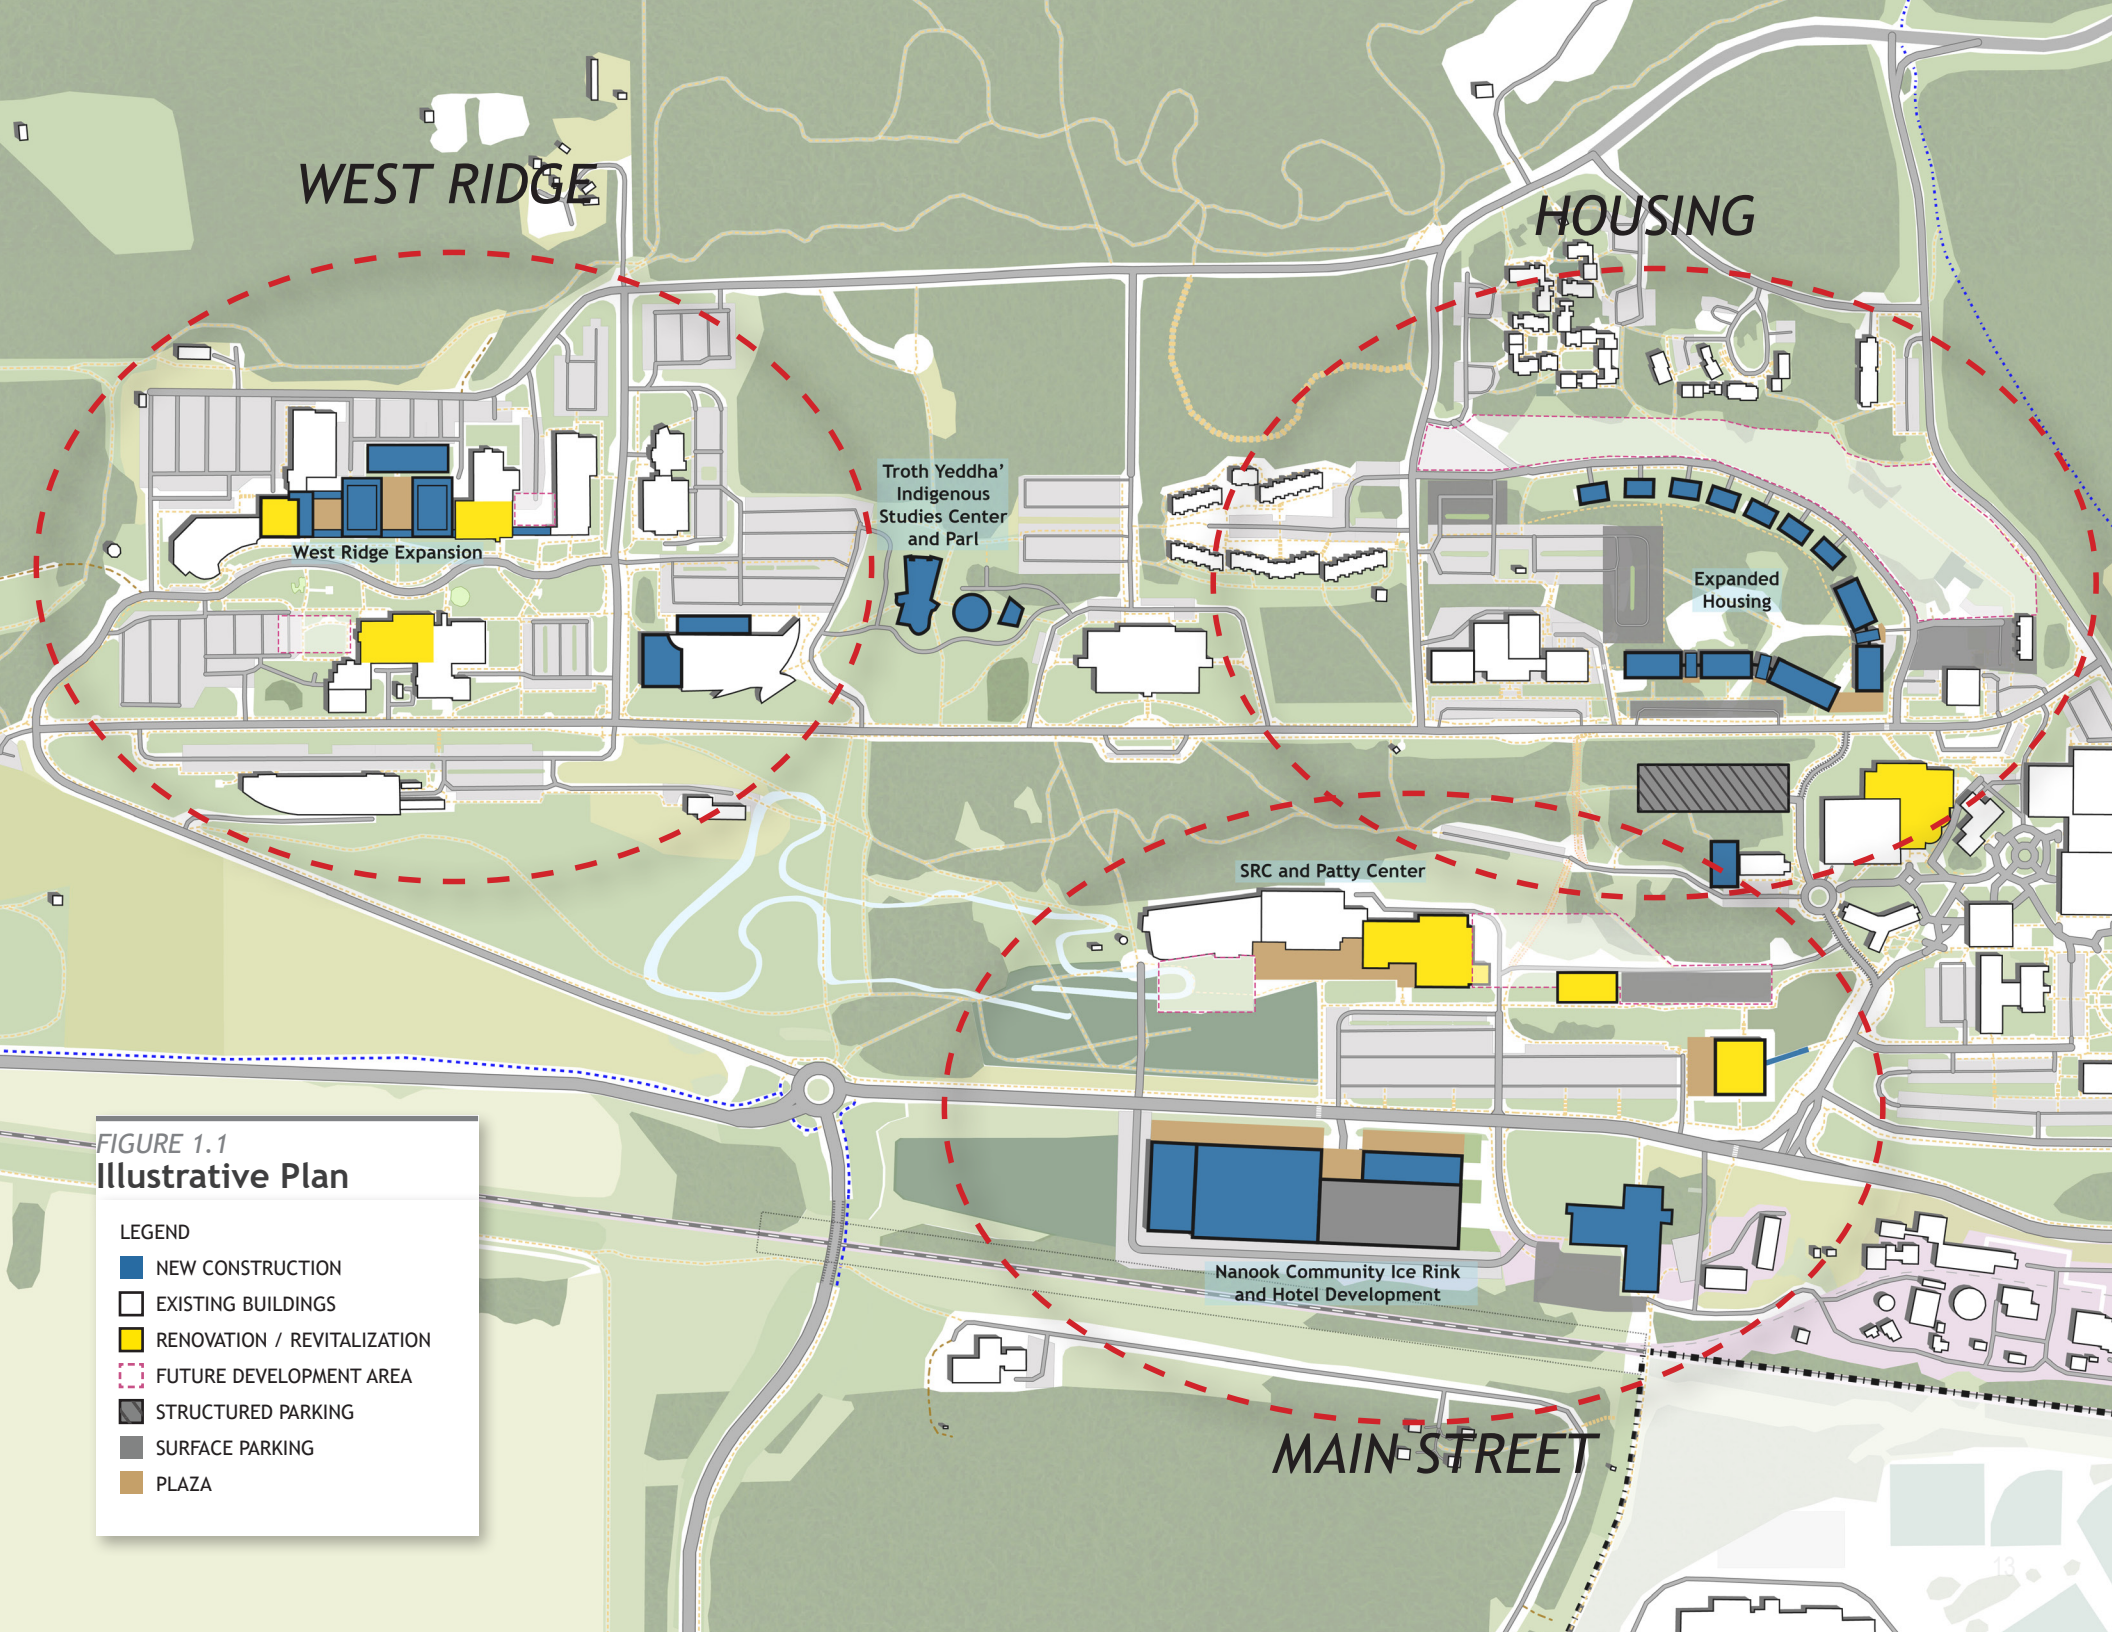 WEST RIDGE
HOUSING
Troth Yeddha’
Indigenous
Studies Center
and Parl
West Ridge Expansion
Expanded
Housing
SRC and Patty Center
FIGURE 1.1
Illustrative Plan
LEGEND
NEW CONSTRUCTION
EXISTING BUILDINGS
RENOVATION / REVITALIZATION
FUTURE DEVELOPMENT AREA
STRUCTURED PARKING
SURFACE PARKING
PLAZA
Nanook Community Ice Rink
and Hotel Development
MAIN STREET
13